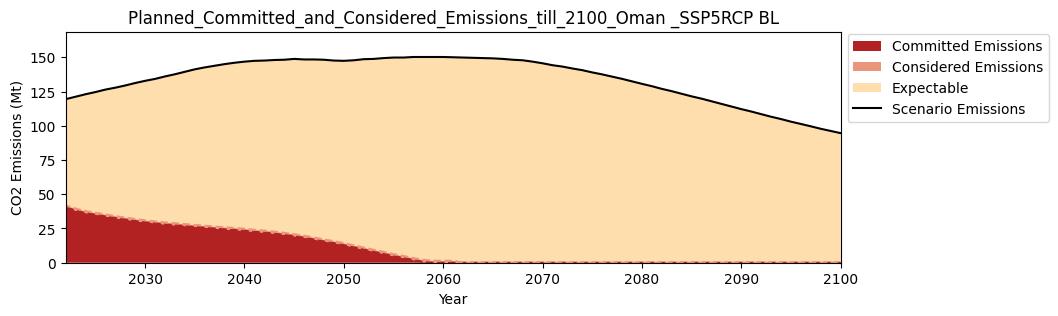 Planned_Committed_and_Considered_Emissions_till_2100_Oman _SSP5RCP BL
CO2 Emissions (Mt)
150
125
100
75
50
25
0
2030 2040 2050 2060 2070 2080 2090 2100
Year
Committed Emissions
Considered Emissions
Expectable
Scenario Emissions